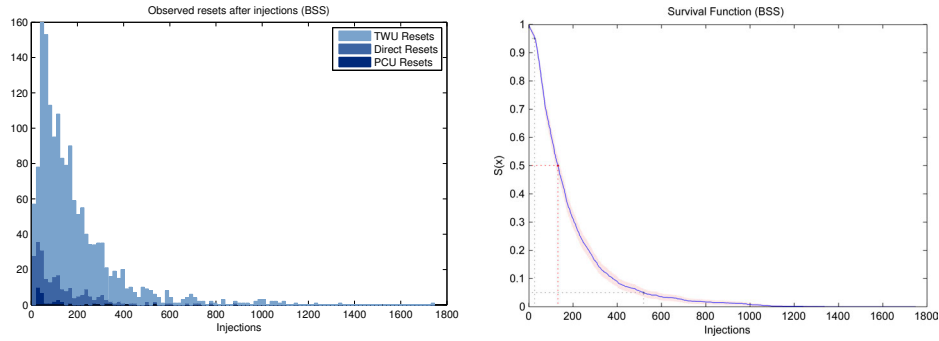 Observed resets after injections (BSS)
160
140
120
100
80
60
40
20
0
TWU Resets
Direct Resets
PCU Resets
0 200 400 600 800 1000 1200 1400 1600 1800
Injections
Survival Function (BSS)
1
0.9
0.8
0.7
0.6
0.5
0.4
0.3
0.2
0.1
0
S(x)
0 200 400 600 800 1000 1200 1400 1600 1800
Injections